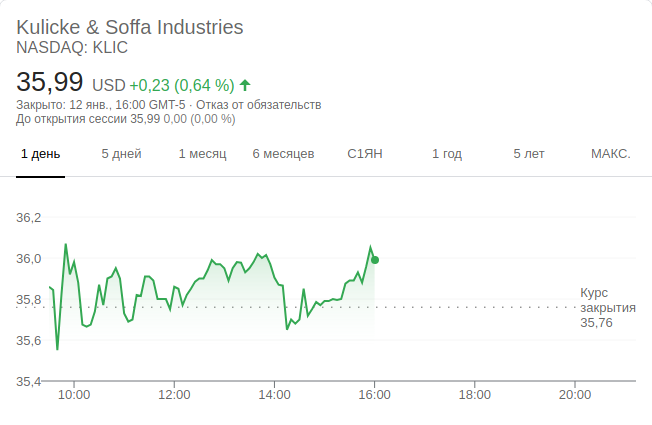 Kulicke & Soffa Industries
NASDAQ: KLIC
35,99 USD +0,23 (0,64 %)
Закрыто: 12 янв., 16:00 GMT-5 · Отказ от обязательств
До открытия сессии 35,99 0,00 (0,00 %)
1 день 5 дней 1 месяц 6 месяцев С1ЯН 1 год 5 лет МАКС.
36,2
36,0
35,8
35,6
35,4
Курс
закрытия
35,76
10:00 12:00 14:00 16:00 18:00 20:00